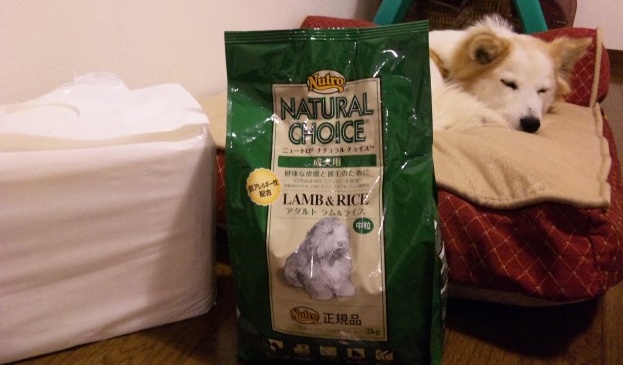 Nutro
NATURAL
CHOICE
ニュートロ ナチュラル チョイス
成犬用
健康な皮膚と被毛のために
低アレルギー性
配合
LAMB & RICE
アダルト ラム&ライス
中粒
Nutro 正規品
2kg